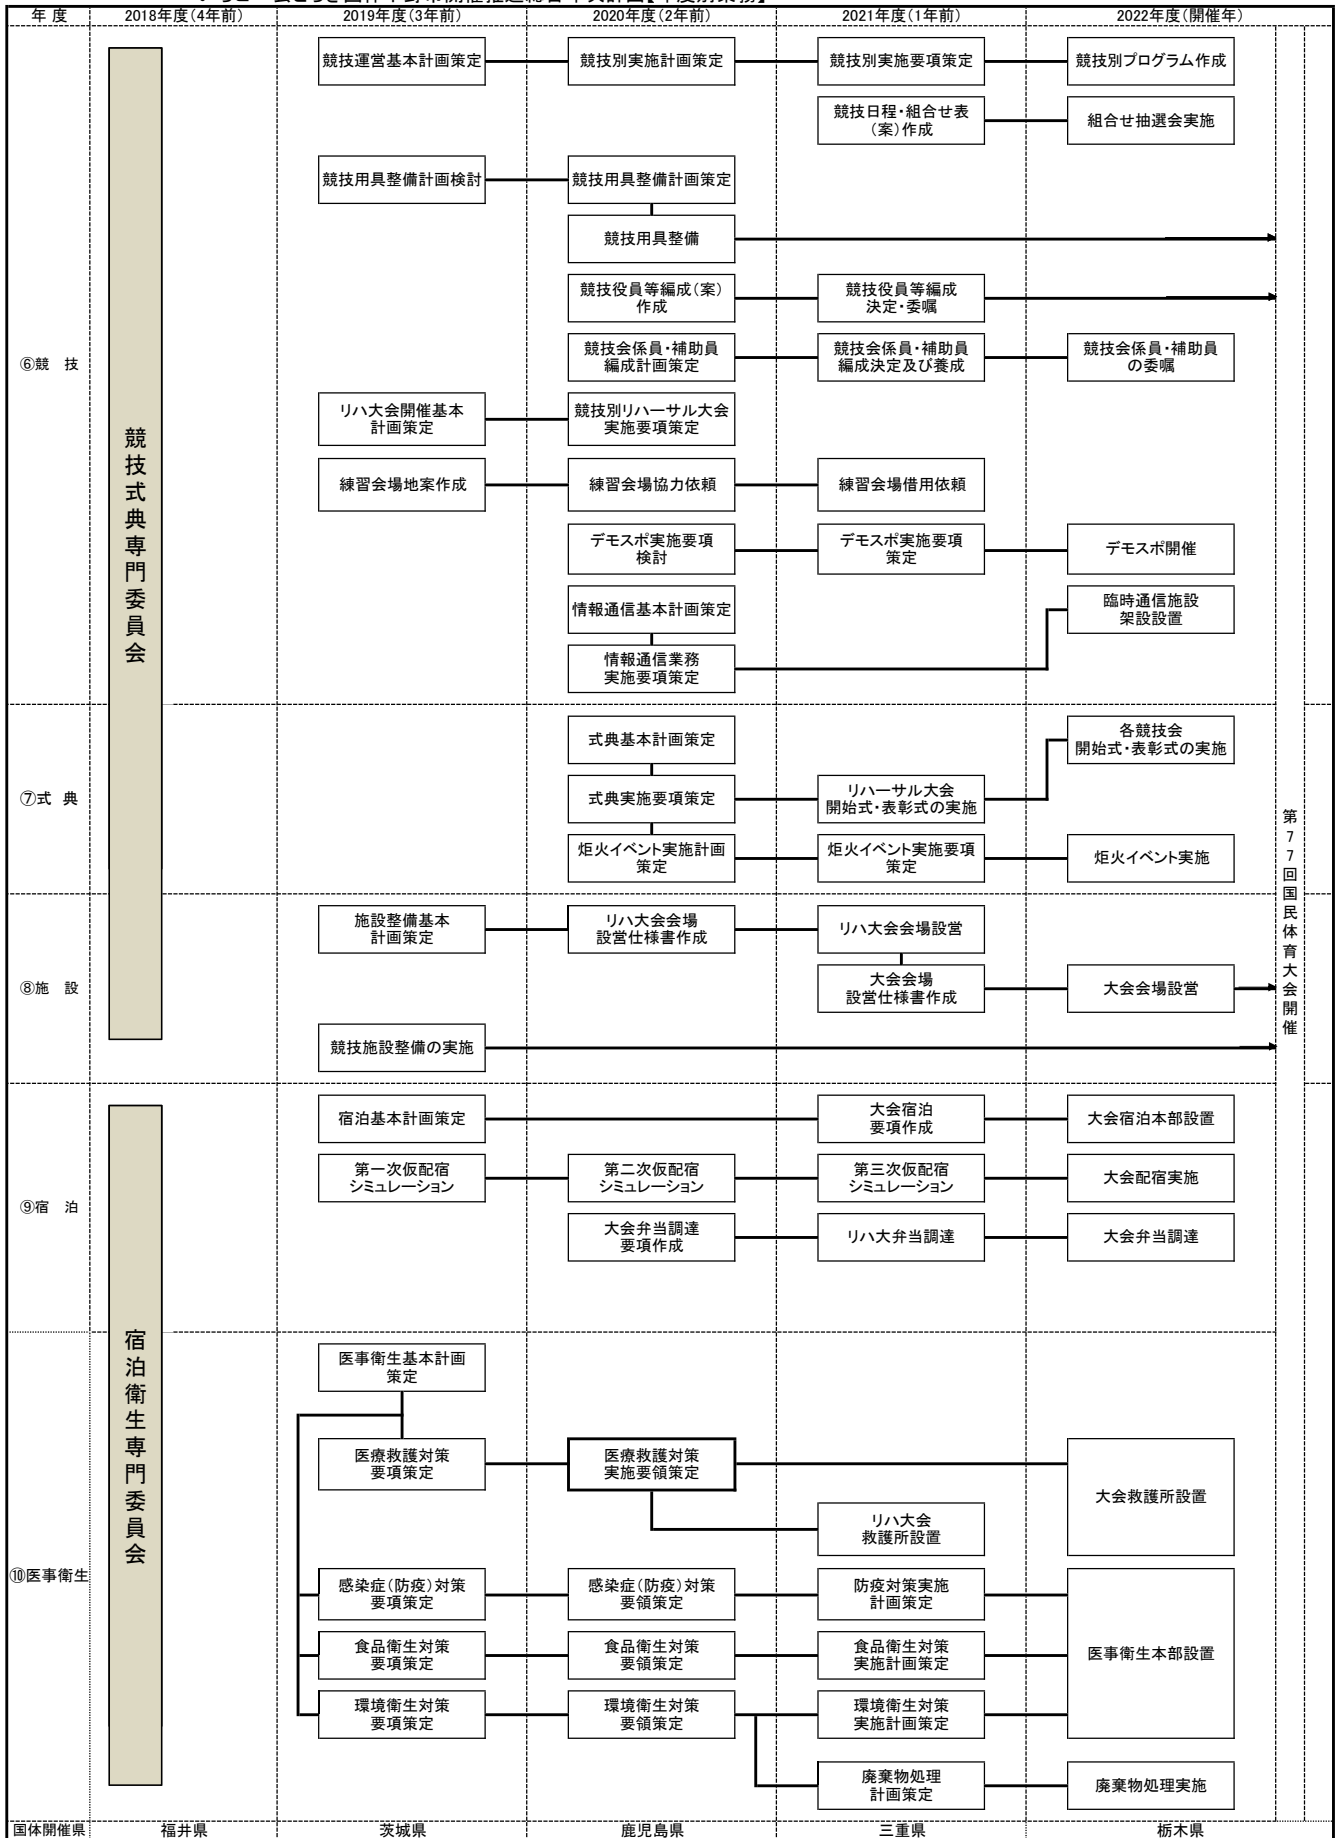 年 度
2018年度(4年前)
2019年度(3年前)
2020年度(2年前)
2021年度(1年前)
2022年度(開催年)
競技式典専門委員会
⑥競 技
競技運営基本計画策定
競技別実施計画策定
競技別実施要項策定
競技別プログラム作成
競技日程・組合せ表
(案)作成
組合せ抽選会実施
競技用具整備計画検討
競技用具整備計画策定
競技用具整備
競技役員等編成(案)
作成
競技役員等編成
決定・委嘱
競技会係員・補助員
編成計画策定
競技会係員・補助員
編成決定及び養成
競技会係員・補助員
の委嘱
リハ大会開催基本
計画策定
競技別リハーサル大会
実施要項策定
練習会場地案作成
練習会場協力依頼
練習会場借用依頼
デモスポ実施要項
検討
デモスポ実施要項
策定
デモスポ開催
情報通信基本計画策定
臨時通信施設
架設設置
情報通信業務
実施要項策定
⑦式 典
式典基本計画策定
各競技会
開始式・表彰式の実施
式典実施要項策定
リハーサル大会
開始式・表彰式の実施
炬火イベント実施計画
策定
炬火イベント実施要項
策定
炬火イベント実施
⑧施 設
施設整備基本
計画策定
リハ大会会場
設営仕様書作成
リハ大会会場設営
大会会場
設営仕様書作成
大会会場設営
競技施設整備の実施
第77回国民体育大会開催
宿泊衛生専門委員会
⑨宿 泊
宿泊基本計画策定
大会宿泊
要項作成
大会宿泊本部設置
第一次仮配宿
シミュレーション
第二次仮配宿
シミュレーション
第三次仮配宿
シミュレーション
大会配宿実施
大会弁当調達
要項作成
リハ大弁当調達
大会弁当調達
⑩医事衛生
医事衛生基本計画
策定
医療救護対策
要項策定
医療救護対策
実施要領策定
大会救護所設置
リハ大会
救護所設置
感染症(防疫)対策
要項策定
感染症(防疫)対策
要領策定
防疫対策実施
計画策定
医事衛生本部設置
食品衛生対策
要項策定
食品衛生対策
要領策定
食品衛生対策
実施計画策定
環境衛生対策
要項策定
環境衛生対策
要領策定
環境衛生対策
実施計画策定
廃棄物処理
計画策定
廃棄物処理実施
国体開催県
福井県
茨城県
鹿児島県
三重県
栃木県